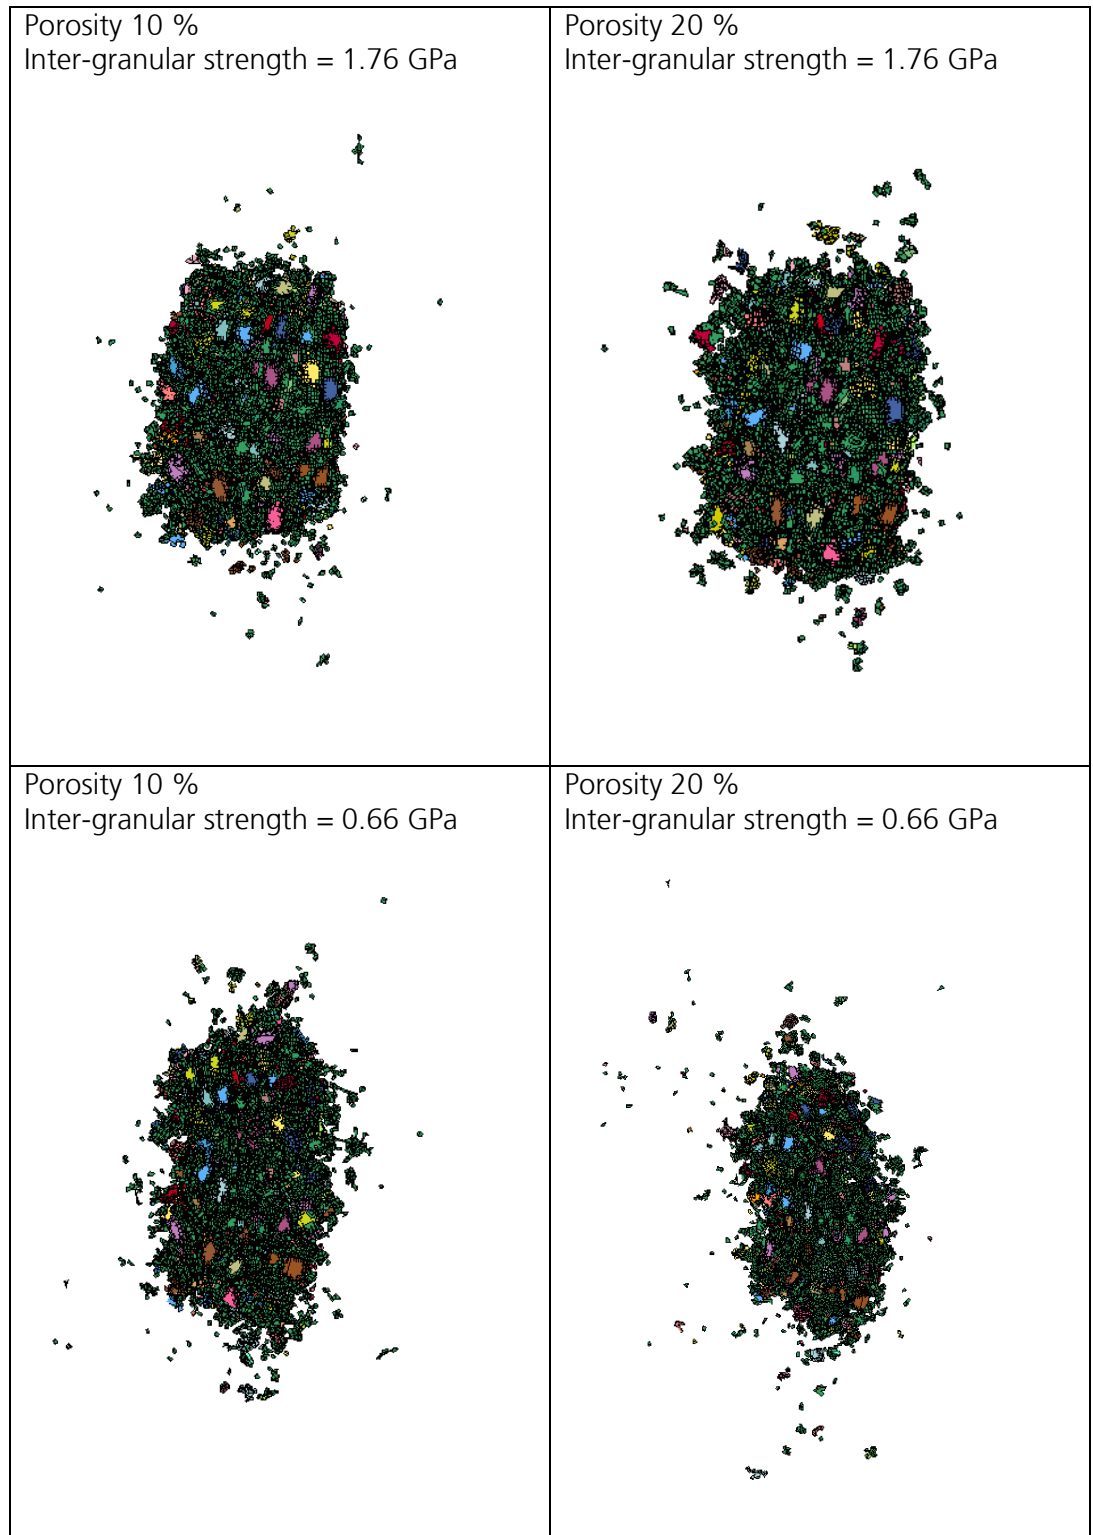 Porosity 10 %
Inter-granular strength = 1.76 GPa
Porosity 20 %
Inter-granular strength = 1.76 GPa
Porosity 10 %
Inter-granular strength = 0.66 GPa
Porosity 20 %
Inter-granular strength = 0.66 GPa